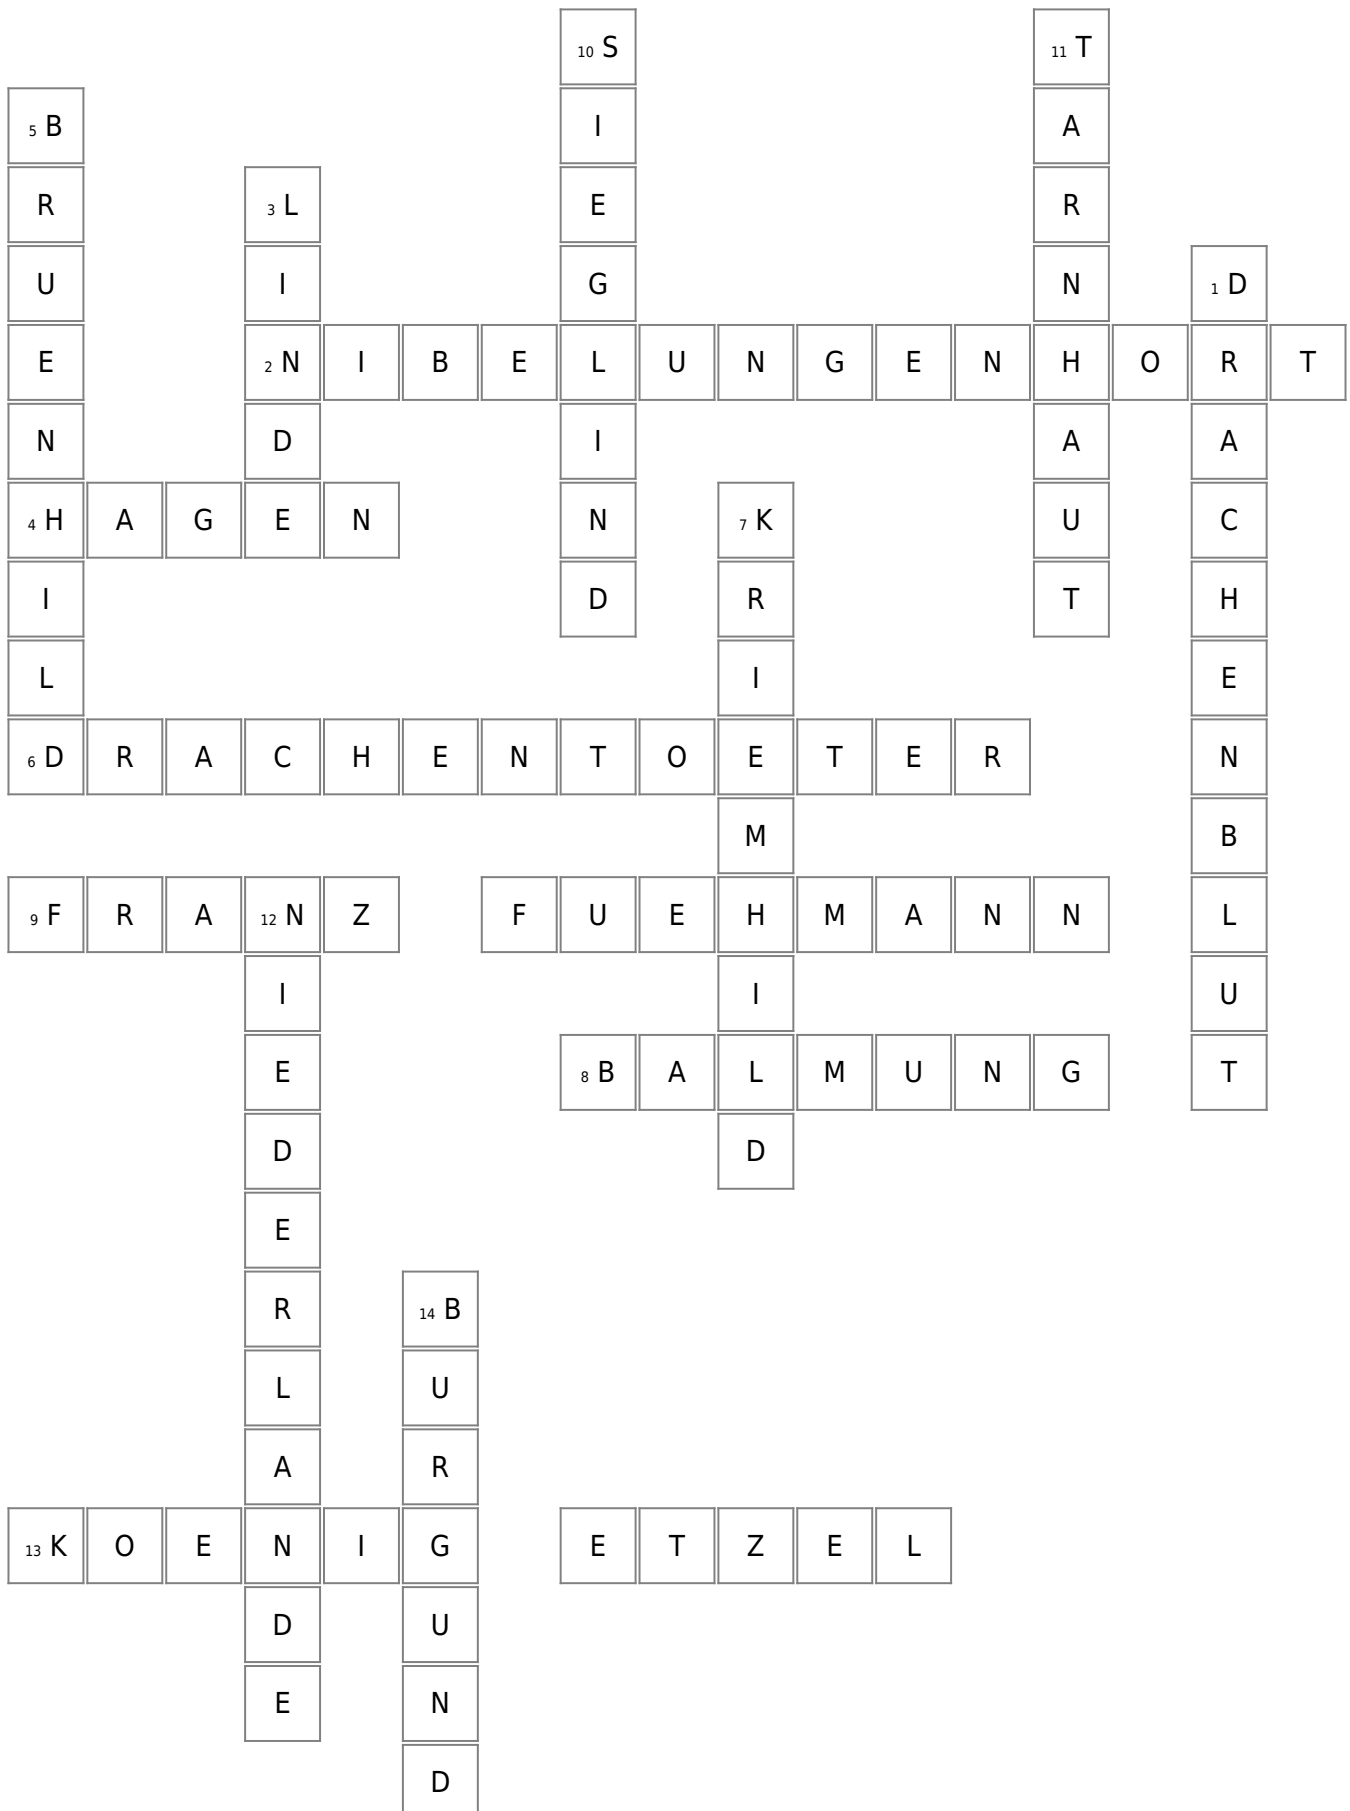 10 S 11 T
5 B I A
R 3 L E R
U I G N 1 D
E 2 N I B E L U N G E N H O R T
N D I A A
4 H A G E N N 7 K U C
I D R T H
L I E
6 D R A C H E N T O E T E R N
M B
9 F R A 12 N Z F U E H M A N N L
I I U
E 8 B A L M U N G T
D D
E
R 14 B
L U
A R
13 K O E N I G E T Z E L
D U
E N
D